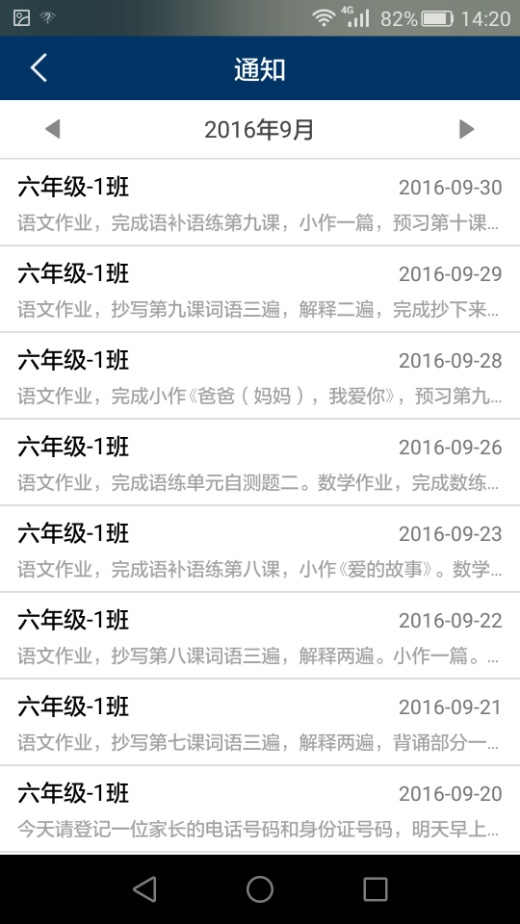 4G 82% 14:20
通知
2016年9月
六年级-1班 2016-09-30
语文作业，完成语补语练第九课，小作一篇，预习第十课...
六年级-1班 2016-09-29
语文作业，抄写第九课词语三遍，解释二遍，完成抄下来...
六年级-1班 2016-09-28
语文作业，完成小作《爸爸（妈妈），我爱你》，预习第九...
六年级-1班 2016-09-26
语文作业，完成语练单元自测题二。数学作业，完成数练...
六年级-1班 2016-09-23
语文作业，完成语补语练第八课，小作《爱的故事》。数学...
六年级-1班 2016-09-22
语文作业，抄写第八课词语三遍，解释两遍。小作一篇。...
六年级-1班 2016-09-21
语文作业，抄写第七课词语三遍，解释两遍，背诵部分一...
六年级-1班 2016-09-20
今天请登记一位家长的电话号码和身份证号码，明天早上...